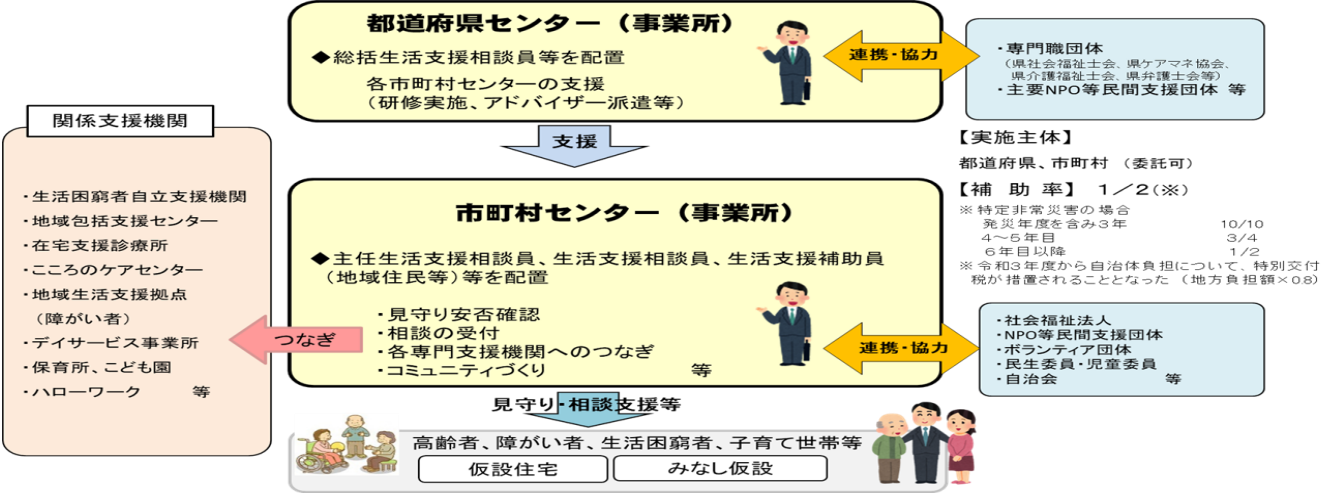 都道府県センター（事業所）
◆総括生活支援相談員等を配置
各市町村センターの支援
（研修実施、アドバイザー派遣等）
連携・協力
・専門職団体
（県社会福祉士会、県ケアマネ協会、
県介護福祉士会、県弁護士会等）
・主要NPO等民間支援団体 等
支援
【実施主体】
都道府県、市町村 （委託可）
【補 助 率】 １／２（※）
※特定非常災害の場合
発災年度を含み３年 10/10
４～５年目 3/4
６年目以降 1/2
※令和３年度から自治体負担について、特別交付
税が措置されることとなった （地方負担額×0.8）
関係支援機関
・生活困窮者自立支援機関
・地域包括支援センター
・在宅支援診療所
・こころのケアセンター
・地域生活支援拠点
（障がい者）
・デイサービス事業所
・保育所、こども園
・ハローワーク 等
つなぎ
市町村センター（事業所）
◆主任生活支援相談員、生活支援相談員、生活支援補助員
（地域住民等）等を配置
・見守り安否確認
・相談の受付
・各専門支援機関へのつなぎ
・コミュニティづくり 等
連携・協力
・社会福祉法人
・NPO等民間支援団体
・ボランティア団体
・民生委員・児童委員
・自治会 等
見守り・相談支援等
高齢者、障がい者、生活困窮者、子育て世帯等
仮設住宅
みなし仮設